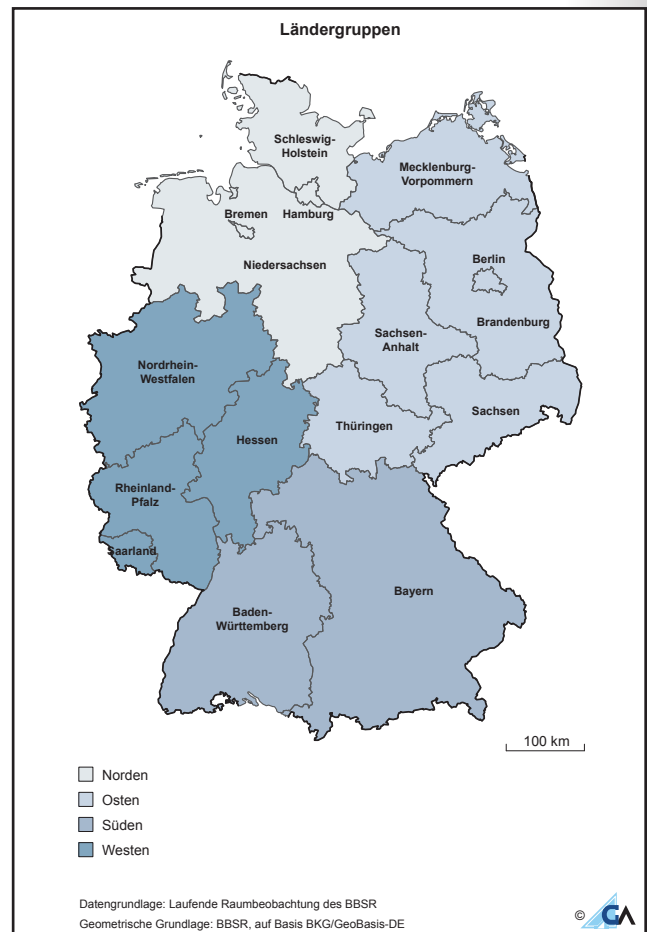 Ländergruppen
Schleswig-
Holstein
Mecklenburg-
Vorpommern
Bremen
Hamburg
Niedersachsen
Berlin
Brandenburg
Sachsen-
Anhalt
Nordrhein-
Westfalen
Hessen
Thüringen
Sachsen
Rheinland-
Pfalz
Saarland
Bayern
Baden-
Württemberg
100 km
Norden
Osten
Süden
Westen
Datengrundlage: Laufende Raumbeobachtung des BBSR
Geometrische Grundlage: BBSR, auf Basis BKG/GeoBasis-DE
© GA